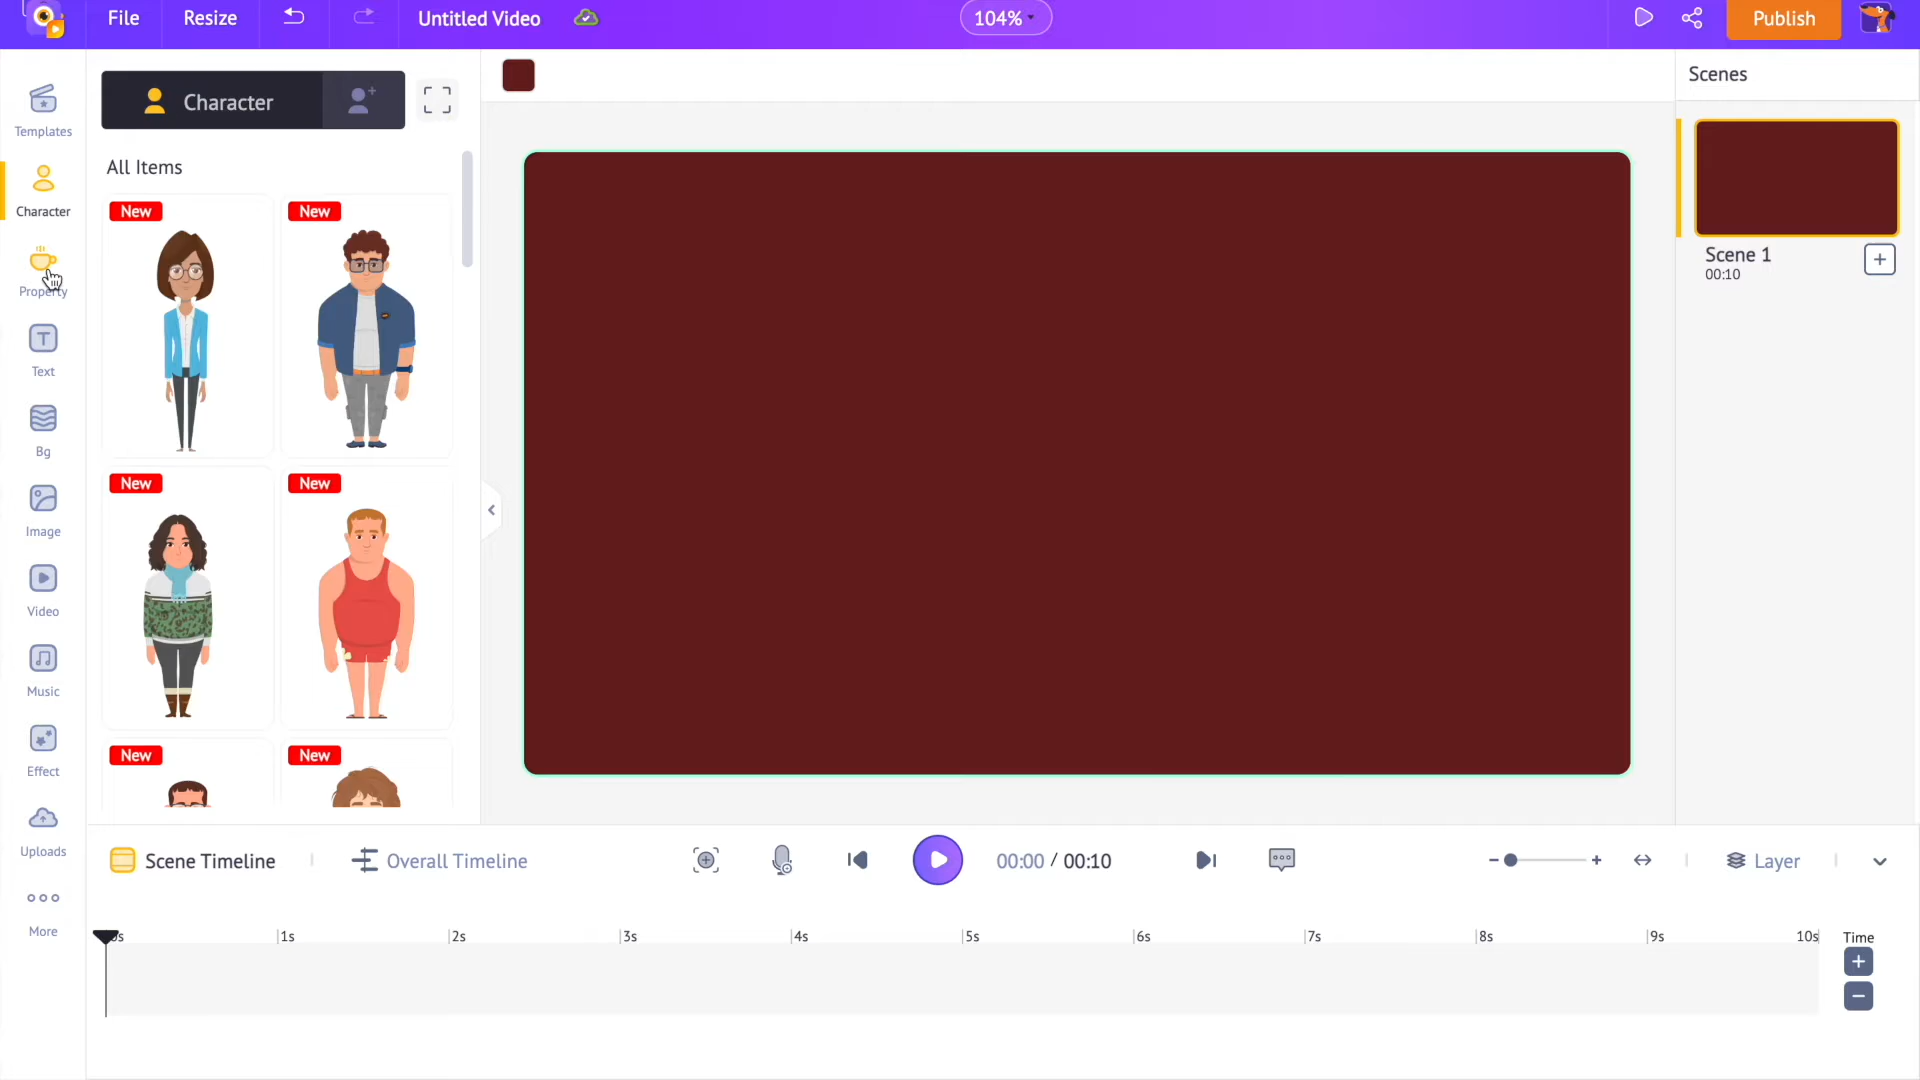 File
Resize
Untitled Video
104%
Publish
Templates
Character
Property
Text
Bg
Image
Video
Music
Effect
Uploads
More
Character
All Items
New
New
New
New
New
New
Scenes
Scene 1
00:10
Scene Timeline
Overall Timeline
00:00 / 00:10
Layer
0s
1s
2s
3s
4s
5s
6s
7s
8s
9s
10s
Time